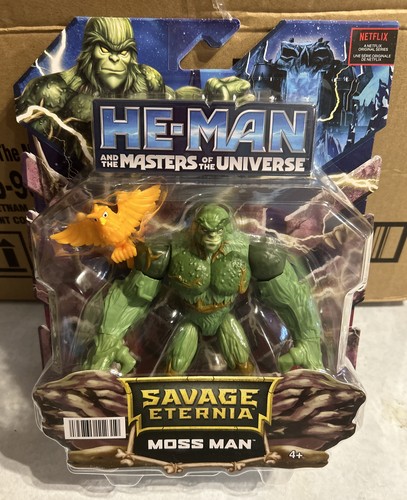 NETFLIX
A NETFLIX
ORIGINAL SERIES
UNE SÉRIE ORIGINALE
DE NETFLIX
HE-MAN
AND THE MASTERS OF THE UNIVERSE
SAVAGE
ETERNIA
MOSS MAN™
4+